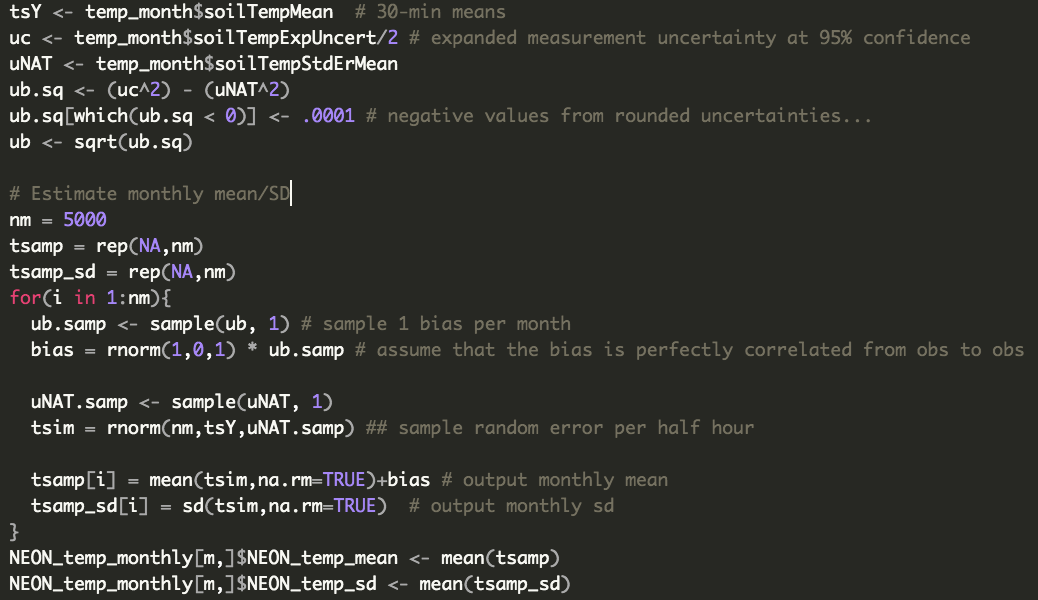 tsY <- temp_month$soilTempMean  # 30-min means
uc <- temp_month$soilTempExpUncert/2 # expanded measurement uncertainty at 95% confidence
uNAT <- temp_month$soilTempStdErMean
ub.sq <- (uc^2) - (uNAT^2)
ub.sq[which(ub.sq < 0)] <- .0001 # negative values from rounded uncertainties...
ub <- sqrt(ub.sq)

# Estimate monthly mean/SD
nm = 5000
tsamp = rep(NA,nm)
tsamp_sd = rep(NA,nm)
for(i in 1:nm){
  ub.samp <- sample(ub, 1) # sample 1 bias per month
  bias = rnorm(1,0,1) * ub.samp # assume that the bias is perfectly correlated from obs to obs

  uNAT.samp <- sample(uNAT, 1)
  tsim = rnorm(nm,tsY,uNAT.samp) ## sample random error per half hour

  tsamp[i] = mean(tsim,na.rm=TRUE)+bias # output monthly mean
  tsamp_sd[i] = sd(tsim,na.rm=TRUE)  # output monthly sd
}
NEON_temp_monthly[m,]$NEON_temp_mean <- mean(tsamp)
NEON_temp_monthly[m,]$NEON_temp_sd <- mean(tsamp_sd)